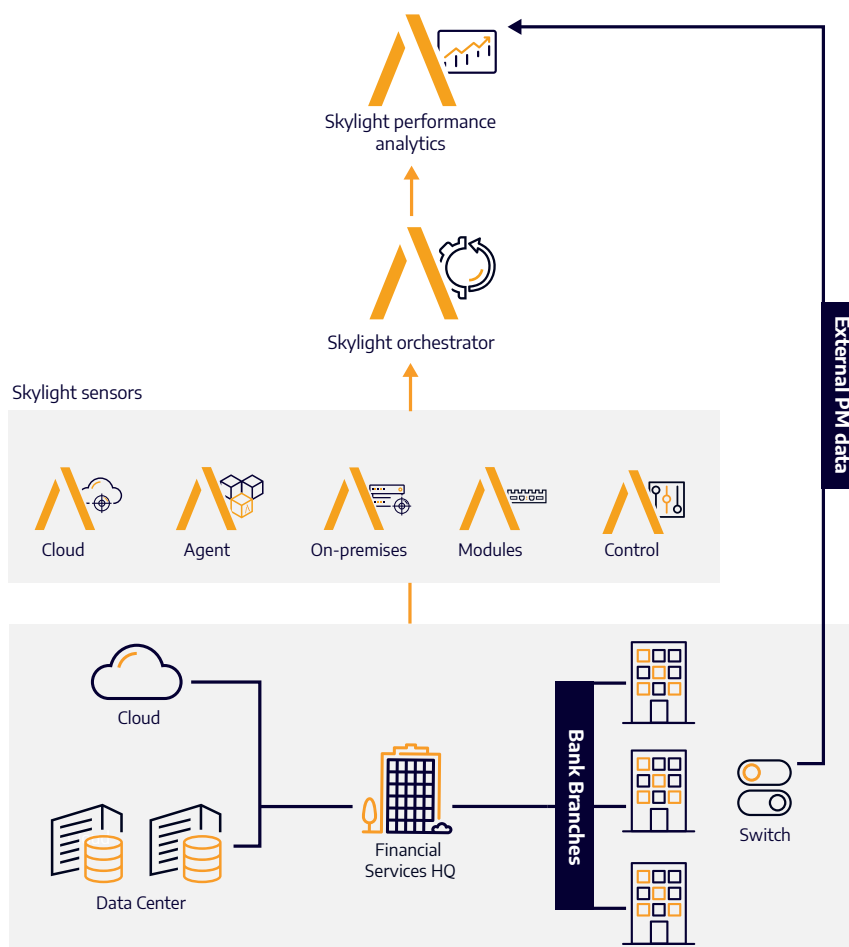 Skylight performance
analytics
Skylight orchestrator
External PM data
Skylight sensors
Cloud
Agent
On-premises
Modules
Control
Cloud
Data Center
Financial
Services HQ
Bank Branches
Switch